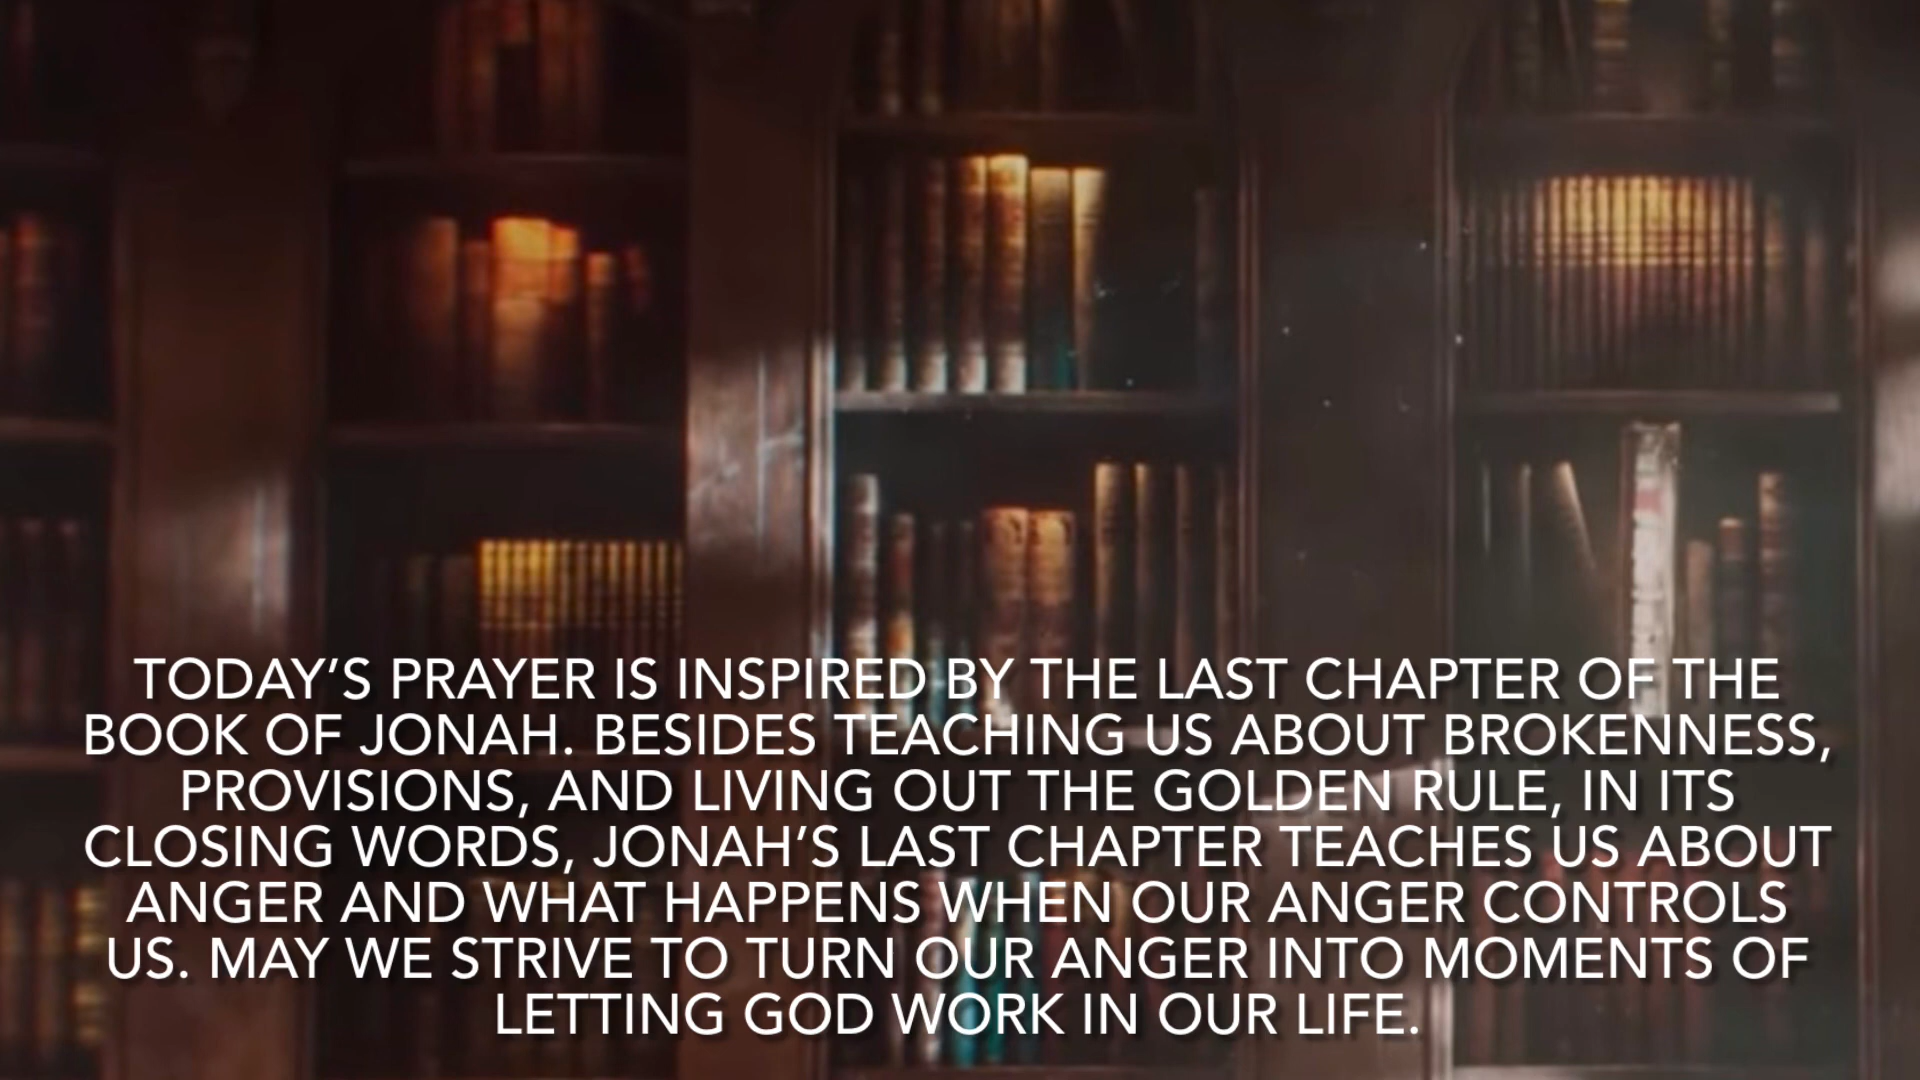 TODAY’S PRAYER IS INSPIRED BY THE LAST CHAPTER OF THE
BOOK OF JONAH. BESIDES TEACHING US ABOUT BROKENNESS,
PROVISIONS, AND LIVING OUT THE GOLDEN RULE, IN ITS
CLOSING WORDS, JONAH’S LAST CHAPTER TEACHES US ABOUT
ANGER AND WHAT HAPPENS WHEN OUR ANGER CONTROLS
US. MAY WE STRIVE TO TURN OUR ANGER INTO MOMENTS OF
LETTING GOD WORK IN OUR LIFE.